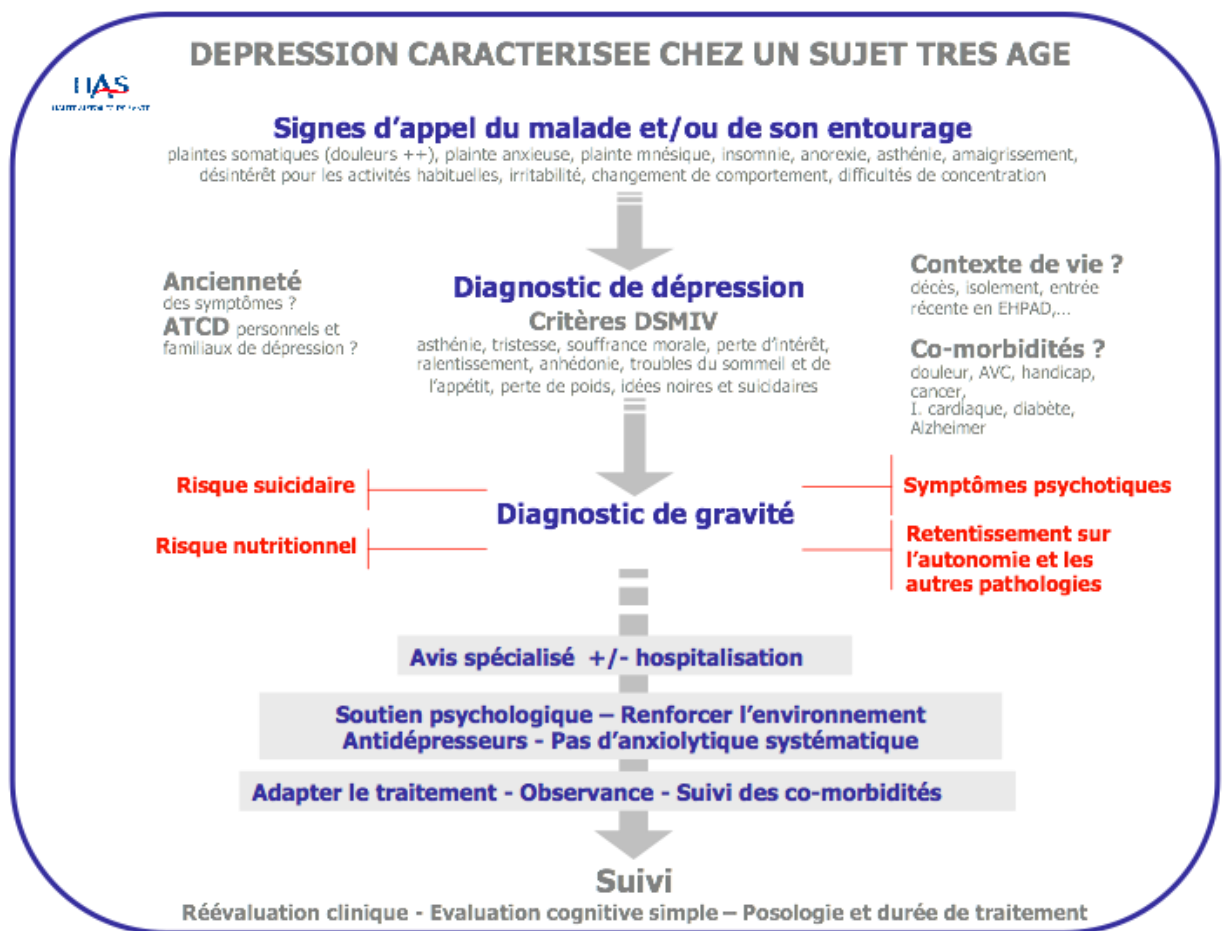 DEPRESSION CARACTERISEE CHEZ UN SUJET TRES AGE
HAS
HAUTE AUTORITE DE SANTE
Signes d'appel du malade et/ou de son entourage
plaintes somatiques (douleurs ++), plainte anxieuse, plainte mnésique, insomnie, anorexie, asthénie, amaigrissement,
désintérêt pour les activités habituelles, irritabilité, changement de comportement, difficultés de concentration
Ancienneté
des symptômes ?
ATCD personnels et
familiaux de dépression ?
Diagnostic de dépression
Critères DSMIV
asthénie, tristesse, souffrance morale, perte d'intérêt,
ralentissement, anhédonie, troubles du sommeil et de
l'appétit, perte de poids, idées noires et suicidaires
Contexte de vie ?
décès, isolement, entrée
récente en EHPAD,...
Co-morbidités ?
douleur, AVC, handicap,
cancer,
I. cardiaque, diabète,
Alzheimer
Risque suicidaire
Risque nutritionnel
Diagnostic de gravité
Symptômes psychotiques
Retentissement sur
l'autonomie et les
autres pathologies
Avis spécialisé +/- hospitalisation
Soutien psychologique – Renforcer l'environnement
Antidépresseurs - Pas d'anxiolytique systématique
Adapter le traitement - Observance - Suivi des co-morbidités
Suivi
Réévaluation clinique - Evaluation cognitive simple – Posologie et durée de traitement